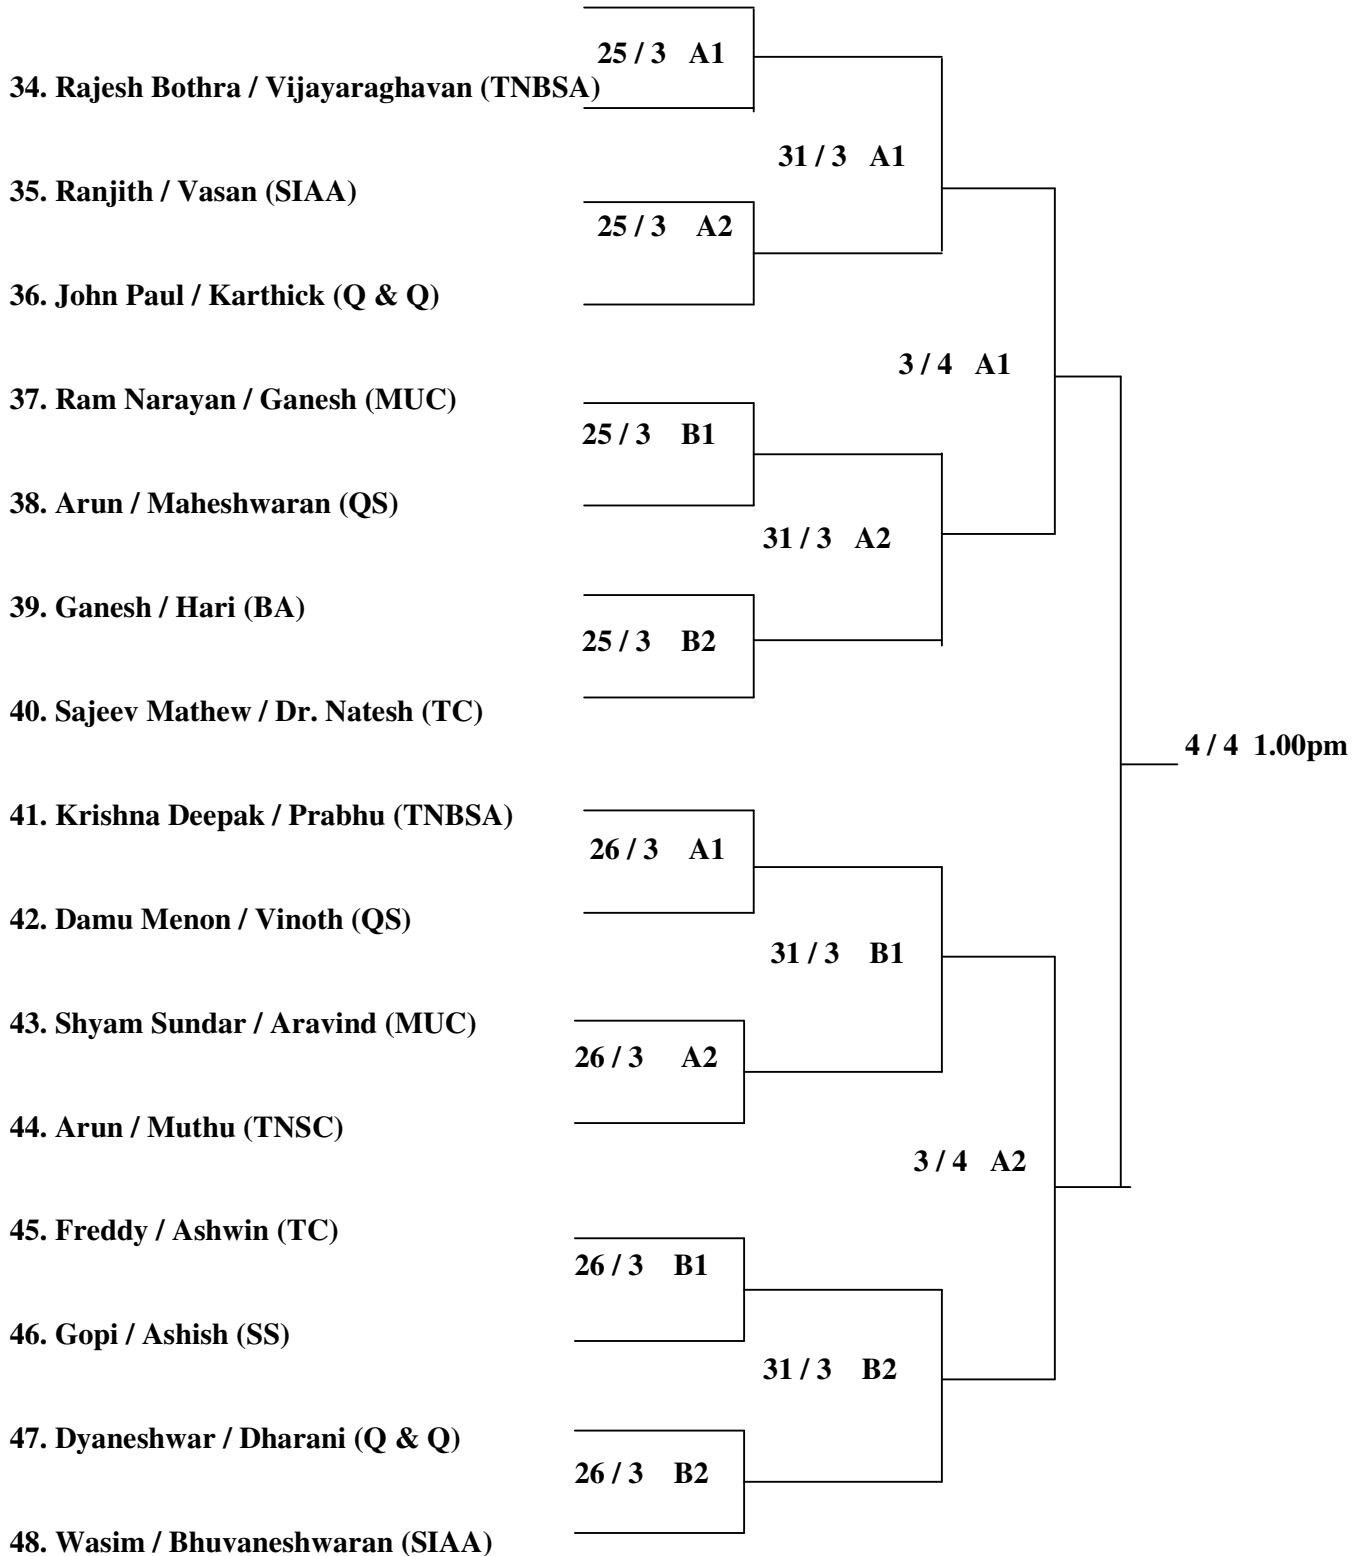 25 / 3 A1
34. Rajesh Bothra / Vijayaraghavan (TNBSA)
31 / 3 A1
35. Ranjith / Vasan (SIAA)
25 / 3 A2
36. John Paul / Karthick (Q & Q)
3 / 4 A1
37. Ram Narayan / Ganesh (MUC)
25 / 3 B1
38. Arun / Maheshwaran (QS)
31 / 3 A2
39. Ganesh / Hari (BA)
25 / 3 B2
40. Sajeev Mathew / Dr. Natesh (TC)
4 / 4 1.00pm
41. Krishna Deepak / Prabhu (TNBSA)
26 / 3 A1
42. Damu Menon / Vinoth (QS)
31 / 3 B1
43. Shyam Sundar / Aravind (MUC)
26 / 3 A2
44. Arun / Muthu (TNSC)
3 / 4 A2
45. Freddy / Ashwin (TC)
26 / 3 B1
46. Gopi / Ashish (SS)
31 / 3 B2
47. Dyaneshwar / Dharani (Q & Q)
26 / 3 B2
48. Wasim / Bhuvaneshwaran (SIAA)